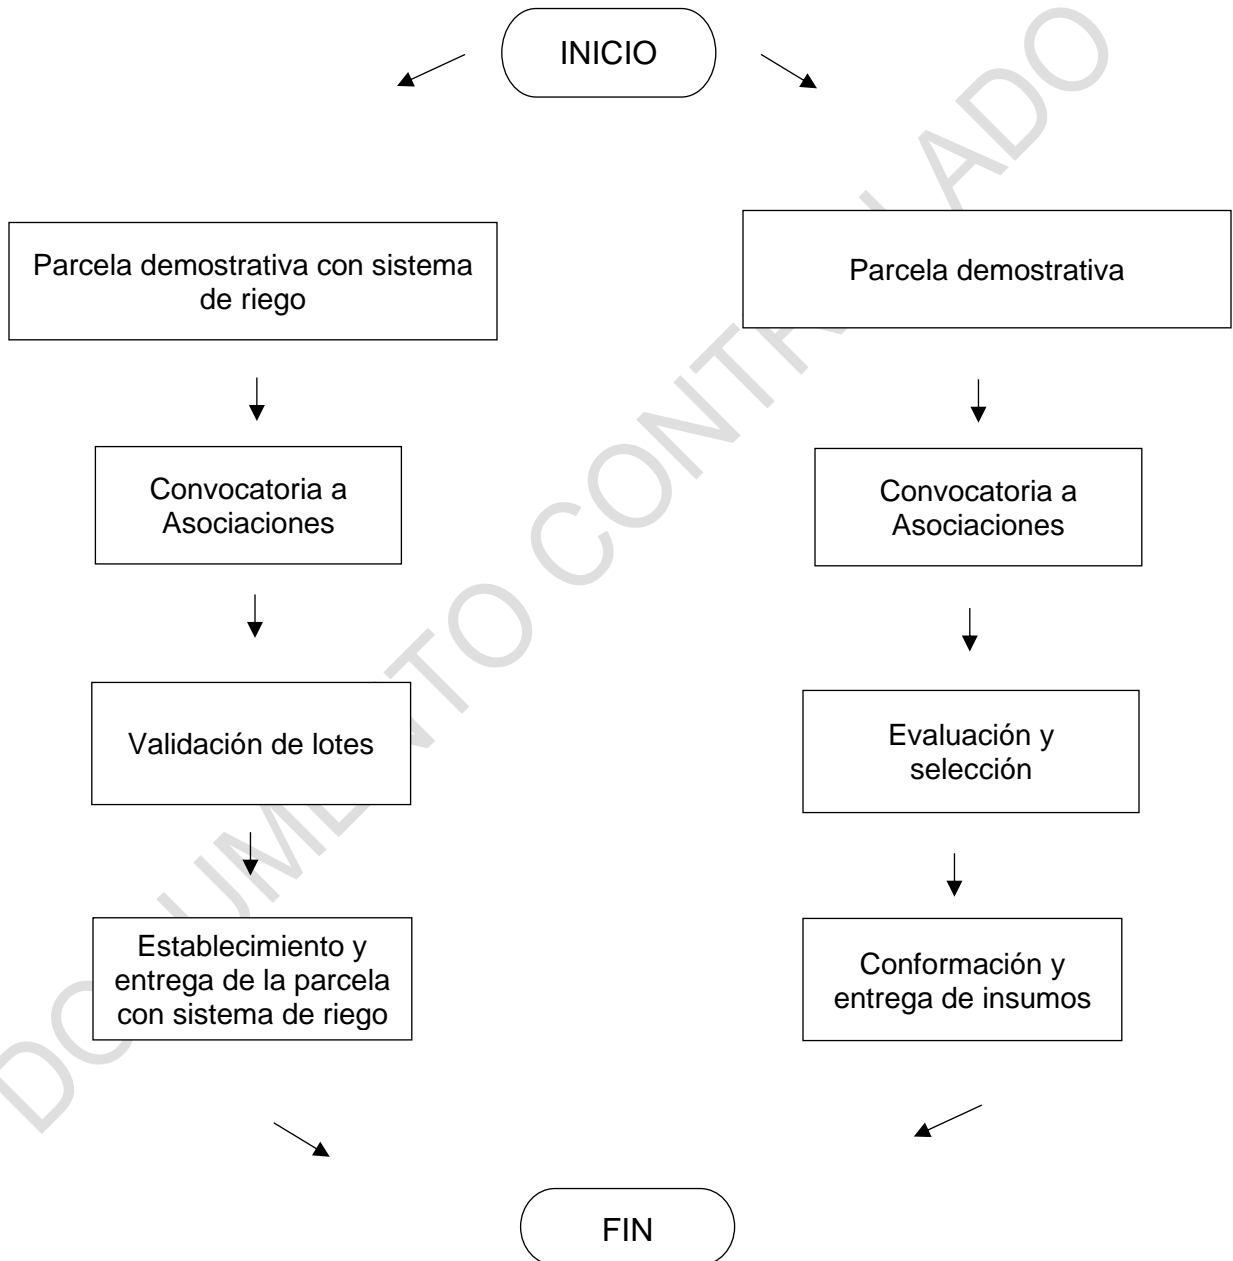 INICIO
Parcela demostrativa con sistema
de riego
Convocatoria a
Asociaciones
Validación de lotes
Establecimiento y
entrega de la parcela
con sistema de riego
Parcela demostrativa
Convocatoria a
Asociaciones
Evaluación y
selección
Conformación y
entrega de insumos
FIN
DOCUMENTO CONTROLADO